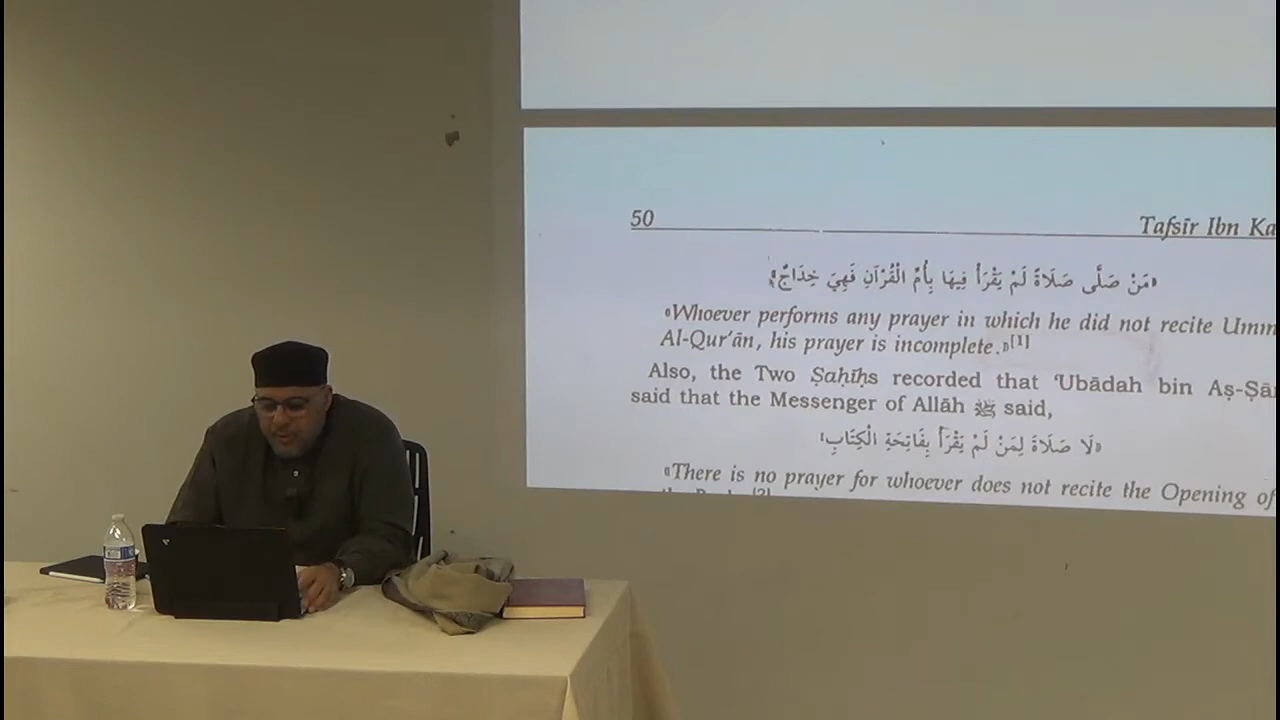 50
Tafsīr Ibn Ka
«مَنْ صَلَّى صَلَاةً لَمْ يَقْرَأْ فِيهَا بِأُمِّ الْقُرْآنِ فَهِيَ خِدَاجٌ»
«Whoever performs any prayer in which he did not recite Umm
Al-Qur'ān, his prayer is incomplete.»[1]
Also, the Two Ṣaḥīḥs recorded that 'Ubādah bin Aṣ-Ṣā
said that the Messenger of Allāh ﷺ said,
«لَا صَلَاةَ لِمَنْ لَمْ يَقْرَأْ بِفَاتِحَةِ الْكِتَابِ»
«There is no prayer for whoever does not recite the Opening of